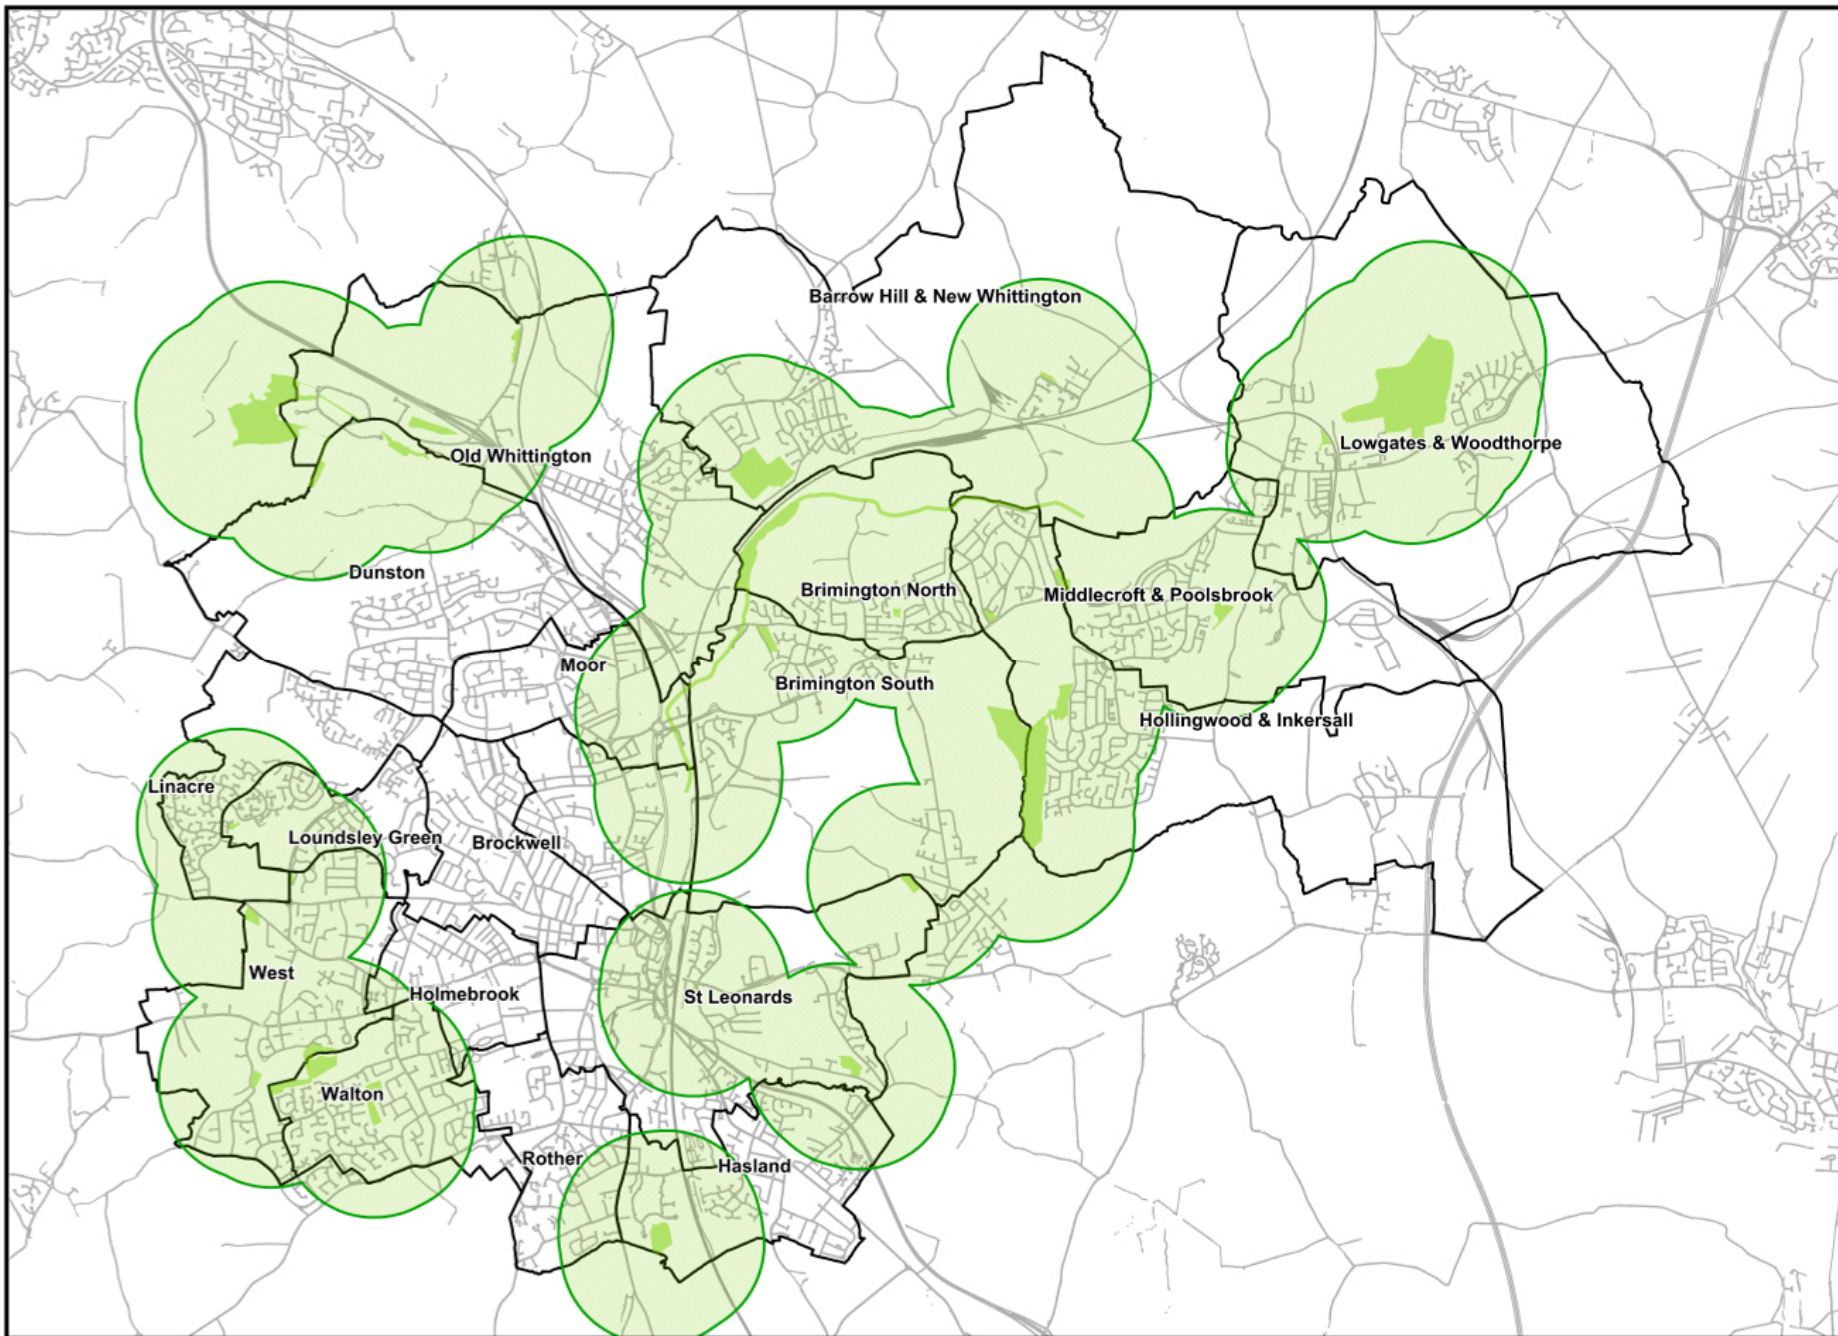 Barrow Hill & New Whittington
Lowgates & Woodthorpe
Old Whittington
Dunston
Brimington North
Middlecroft & Poolsbrook
Moor
Brimington South
Hollingwood & Inkersall
Linacre
Loundsley Green
Brockwell
West
Holmebrook
St Leonards
Walton
Rother
Hasland